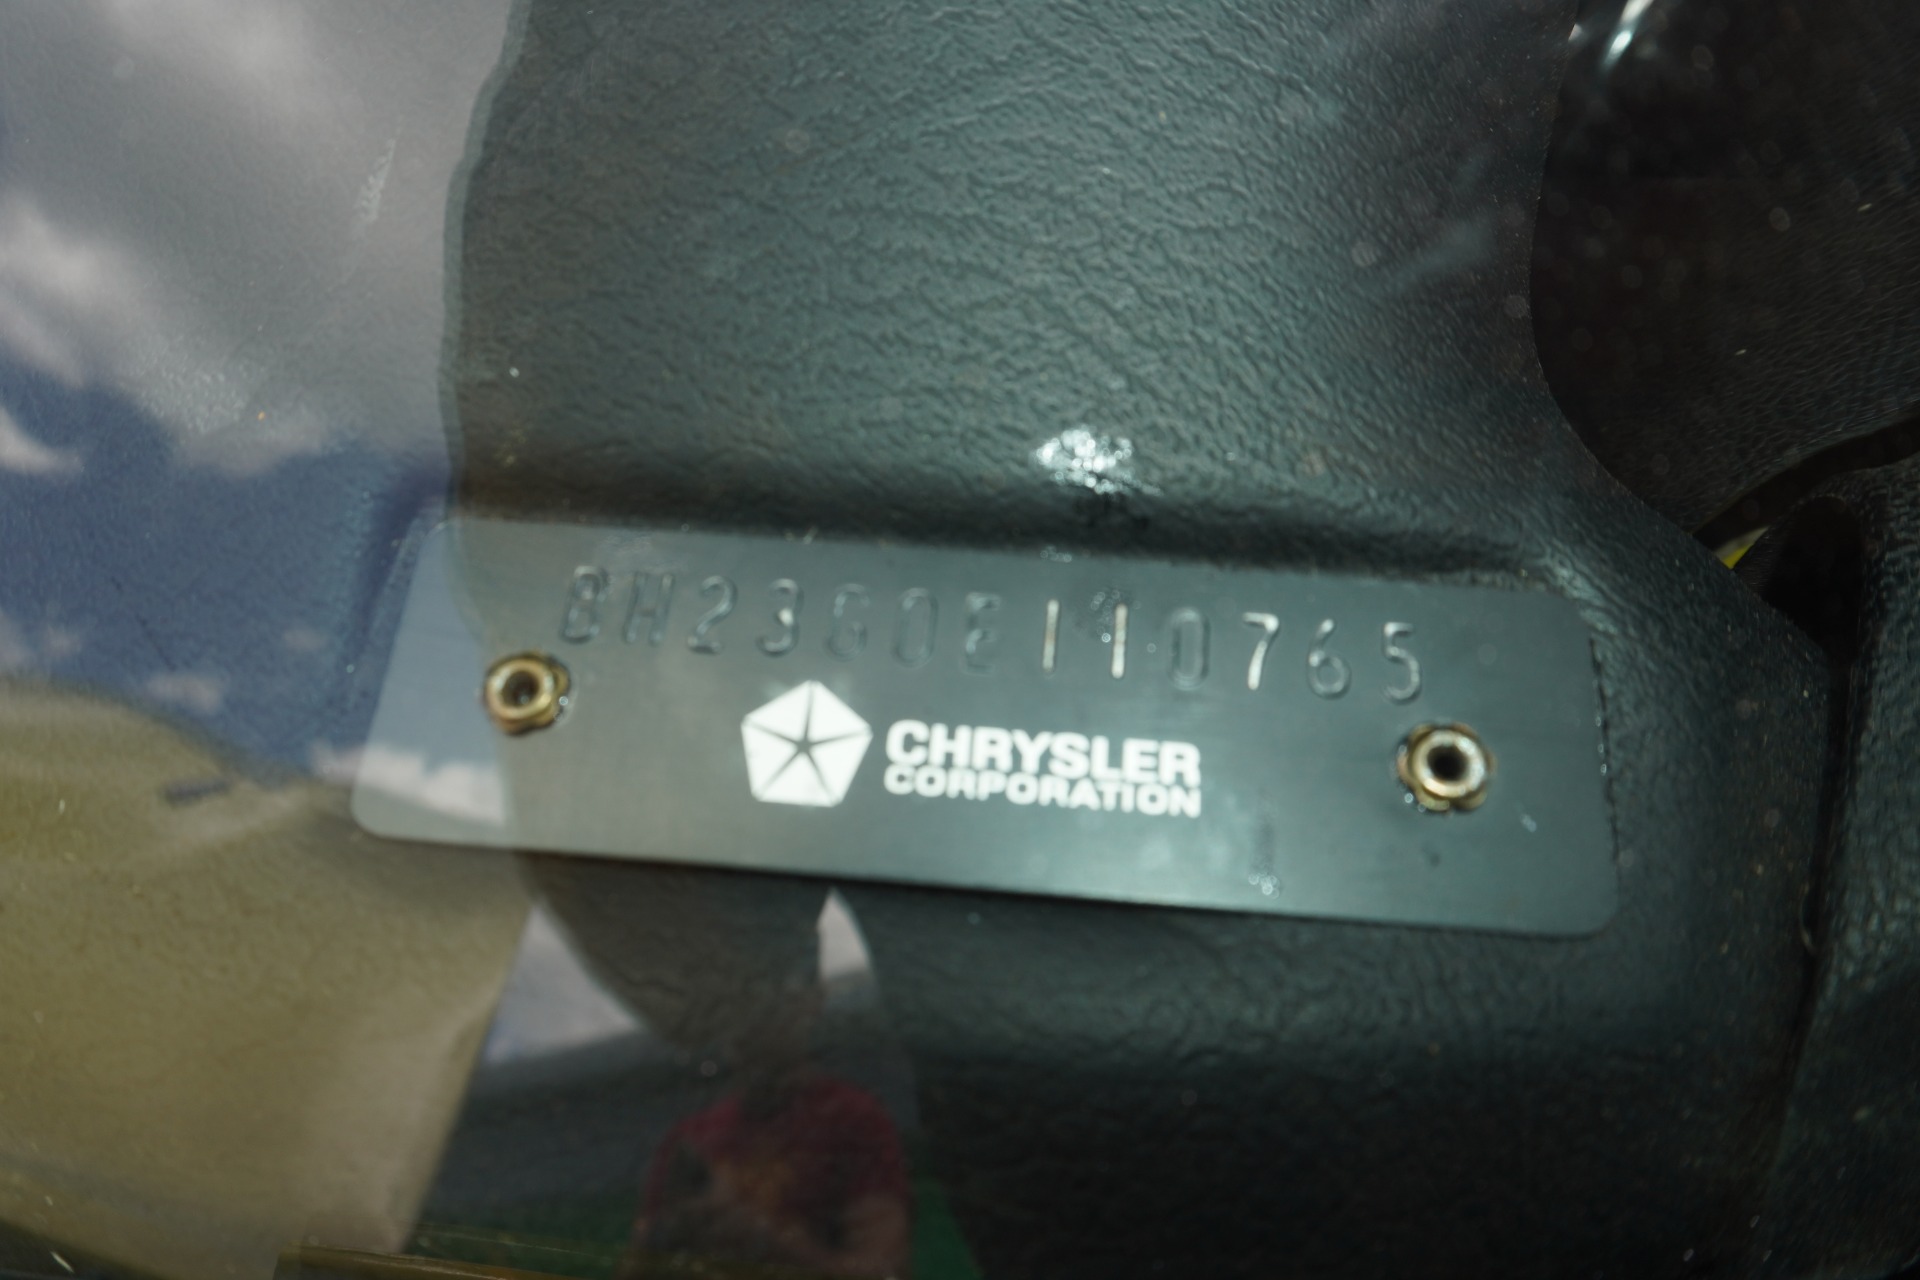 BH23G0E110765
CHRYSLER
CORPORATION